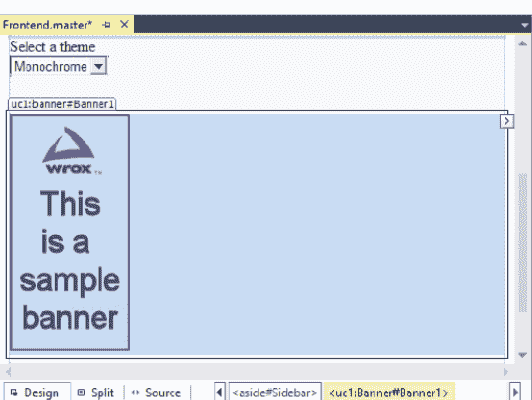 Frontend.master*
Select a theme
Monochrome
uc1:banner#Banner1
wrox
This
is a
sample
banner
Design Split Source <aside#Sidebar> <uc1:Banner#Banner1>